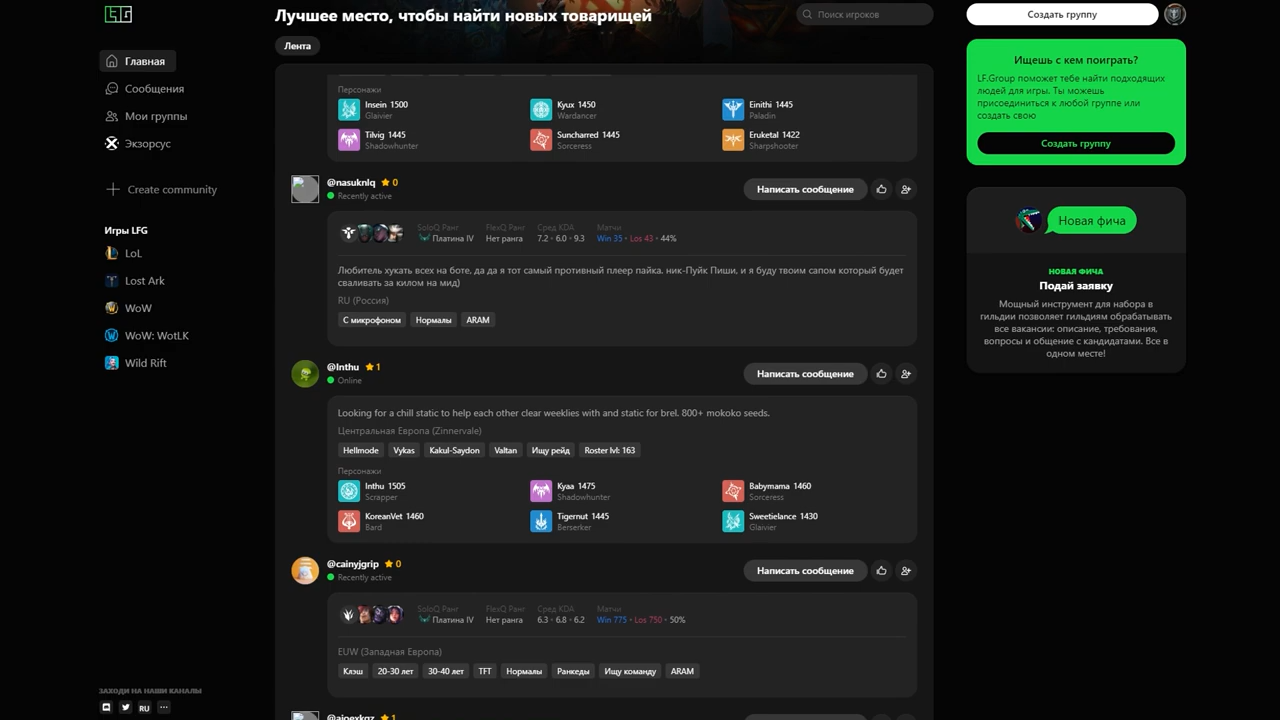 LFG
Лучшее место, чтобы найти новых товарищей
Поиск игроков
Создать группу
Лента
Главная
Сообщения
Мои группы
Экзорсус
Create community
Игры LFG
LoL
Lost Ark
WoW
WoW: WotLK
Wild Rift
ЗАХОДИ НА НАШИ КАНАЛЫ
RU
Персонажи
Insein 1500
Glaivier
Kyux 1450
Wardancer
Einithi 1445
Paladin
Tilvig 1445
Shadowhunter
Suncharred 1445
Sorceress
Eruketal 1422
Sharpshooter
@nasuknlq 0
Recently active
Написать сообщение
SoloQ Ранг
Платина IV
FlexQ Ранг
Нет ранга
Сред KDA
7.2 • 6.0 • 9.3
Матчи
Win 35 • Los 43 • 44%
Любитель хукать всех на боте, да да я тот самый противный плеер пайка. ник-Пуйк Пиши, и я буду твоим сапом который будет
сваливать за килом на мид)
RU (Россия)
С микрофоном
Нормалы
ARAM
@Inthu 1
Online
Написать сообщение
Looking for a chill static to help each other clear weeklies with and static for brel. 800+ mokoko seeds.
Центральная Европа (Zinnervale)
Hellmode
Vykas
Kakul-Saydon
Valtan
Ищу рейд
Roster lvl: 163
Персонажи
Inthu 1505
Scrapper
Kyaa 1475
Shadowhunter
Babymama 1460
Sorceress
KoreanVet 1460
Bard
Tigernut 1445
Berserker
Sweetielance 1430
Glaivier
@cainyjgrip 0
Recently active
Написать сообщение
SoloQ Ранг
Платина IV
FlexQ Ранг
Нет ранга
Сред KDA
6.3 • 6.8 • 6.2
Матчи
Win 775 • Los 750 • 50%
EUW (Западная Европа)
Клэш
20-30 лет
30-40 лет
TFT
Нормалы
Ранкеды
Ищу команду
ARAM
Ищешь с кем поиграть?
LF.Group поможет тебе найти подходящих
людей для игры. Ты можешь
присоединиться к любой группе или
создать свою
Создать группу
Новая фича
НОВАЯ ФИЧА
Подай заявку
Мощный инструмент для набора в
гильдии позволяет гильдиям обрабатывать
все вакансии: описание, требования,
вопросы и общение с кандидатами. Все в
одном месте!